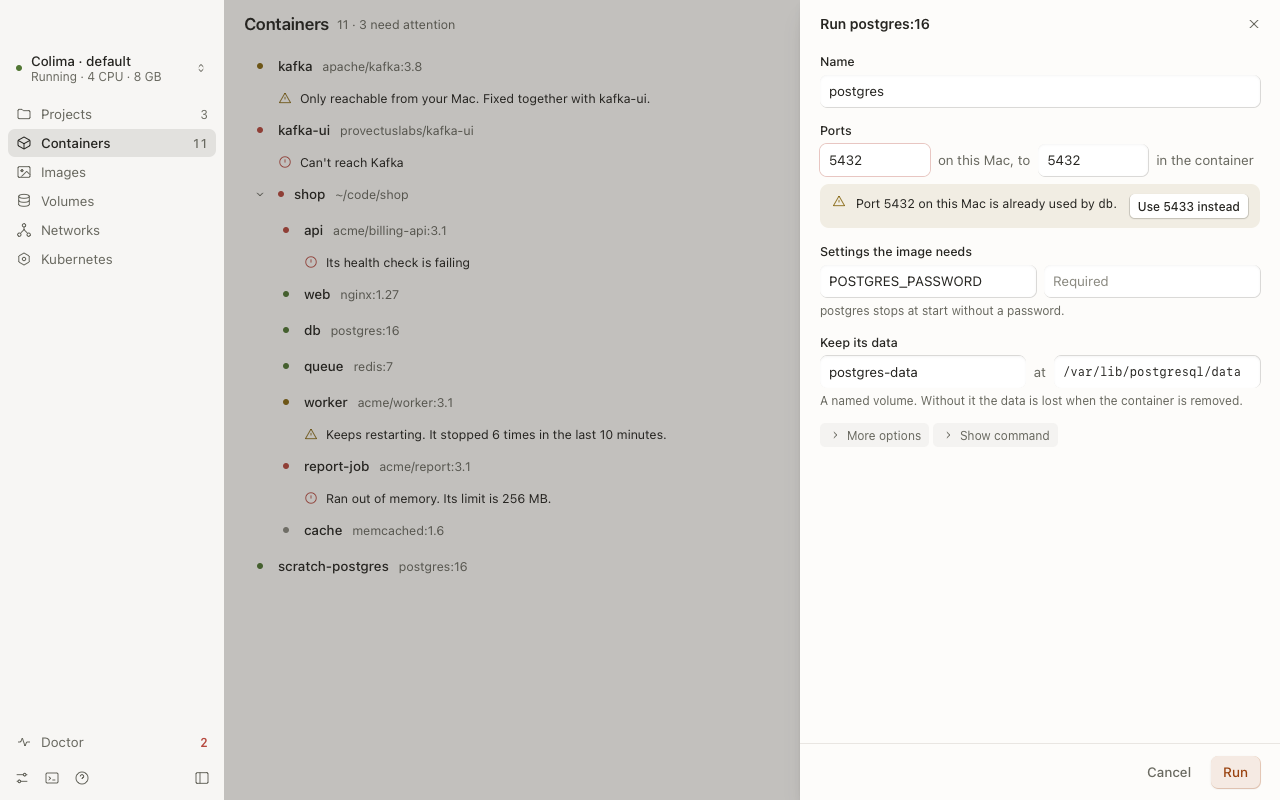 Colima · default
Running · 4 CPU · 8 GB
Projects 3
Containers 11
Images
Volumes
Networks
Kubernetes
Doctor 2
Containers 11 · 3 need attention
kafka apache/kafka:3.8
Only reachable from your Mac. Fixed together with kafka-ui.
kafka-ui provectuslabs/kafka-ui
Can't reach Kafka
shop ~/code/shop
api acme/billing-api:3.1
Its health check is failing
web nginx:1.27
db postgres:16
queue redis:7
worker acme/worker:3.1
Keeps restarting. It stopped 6 times in the last 10 minutes.
report-job acme/report:3.1
Ran out of memory. Its limit is 256 MB.
cache memcached:1.6
scratch-postgres postgres:16
Run postgres:16
Name
postgres
Ports
5432 on this Mac, to 5432 in the container
Port 5432 on this Mac is already used by db. Use 5433 instead
Settings the image needs
POSTGRES_PASSWORD Required
postgres stops at start without a password.
Keep its data
postgres-data at /var/lib/postgresql/data
A named volume. Without it the data is lost when the container is removed.
More options Show command
Cancel Run